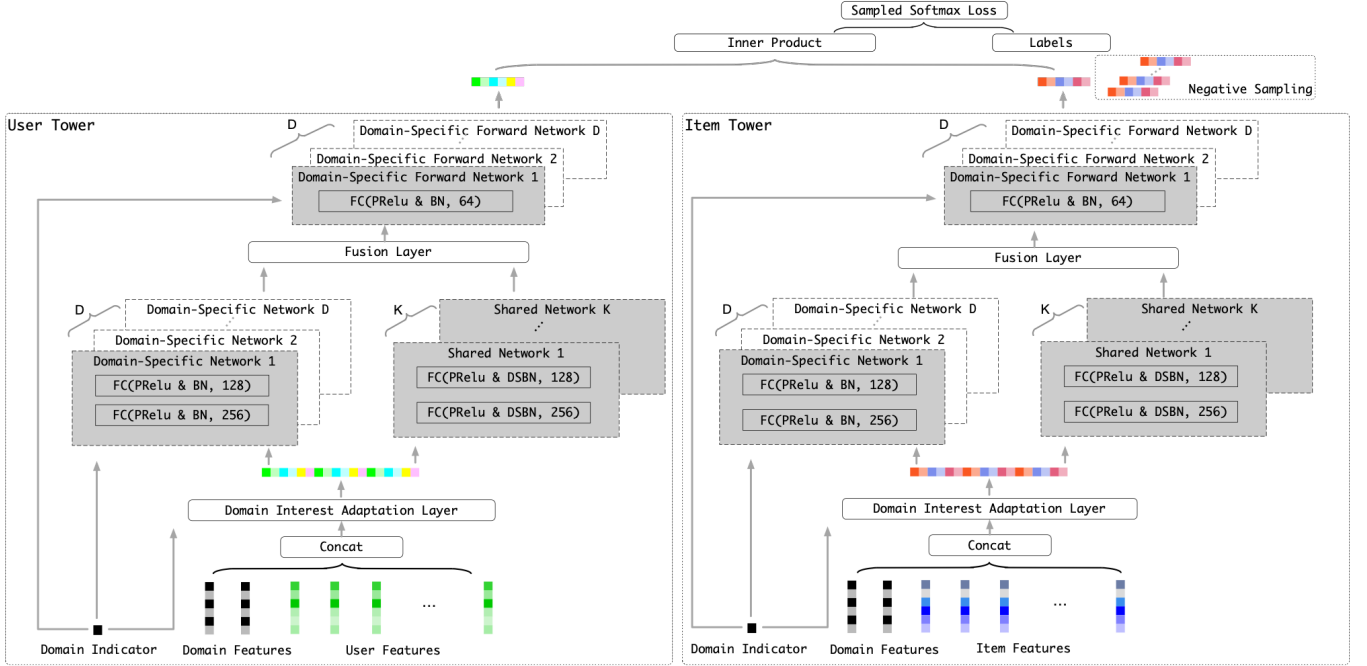 Sampled Softmax Loss
Inner Product
Labels
Negative Sampling
User Tower
D
Domain-Specific Forward Network D
Domain-Specific Forward Network 2
Domain-Specific Forward Network 1
FC(PRelu & BN, 64)
Fusion Layer
D
Domain-Specific Network D
Domain-Specific Network 2
Domain-Specific Network 1
FC(PRelu & BN, 128)
FC(PRelu & BN, 256)
K
Shared Network K
Shared Network 1
FC(PRelu & DSBN, 128)
FC(PRelu & DSBN, 256)
Domain Interest Adaptation Layer
Concat
...
Domain Indicator
Domain Features
User Features
Item Tower
D
Domain-Specific Forward Network D
Domain-Specific Forward Network 2
Domain-Specific Forward Network 1
FC(PRelu & BN, 64)
Fusion Layer
D
Domain-Specific Network D
Domain-Specific Network 2
Domain-Specific Network 1
FC(PRelu & BN, 128)
FC(PRelu & BN, 256)
K
Shared Network K
Shared Network 1
FC(PRelu & DSBN, 128)
FC(PRelu & DSBN, 256)
Domain Interest Adaptation Layer
Concat
...
Domain Indicator
Domain Features
Item Features